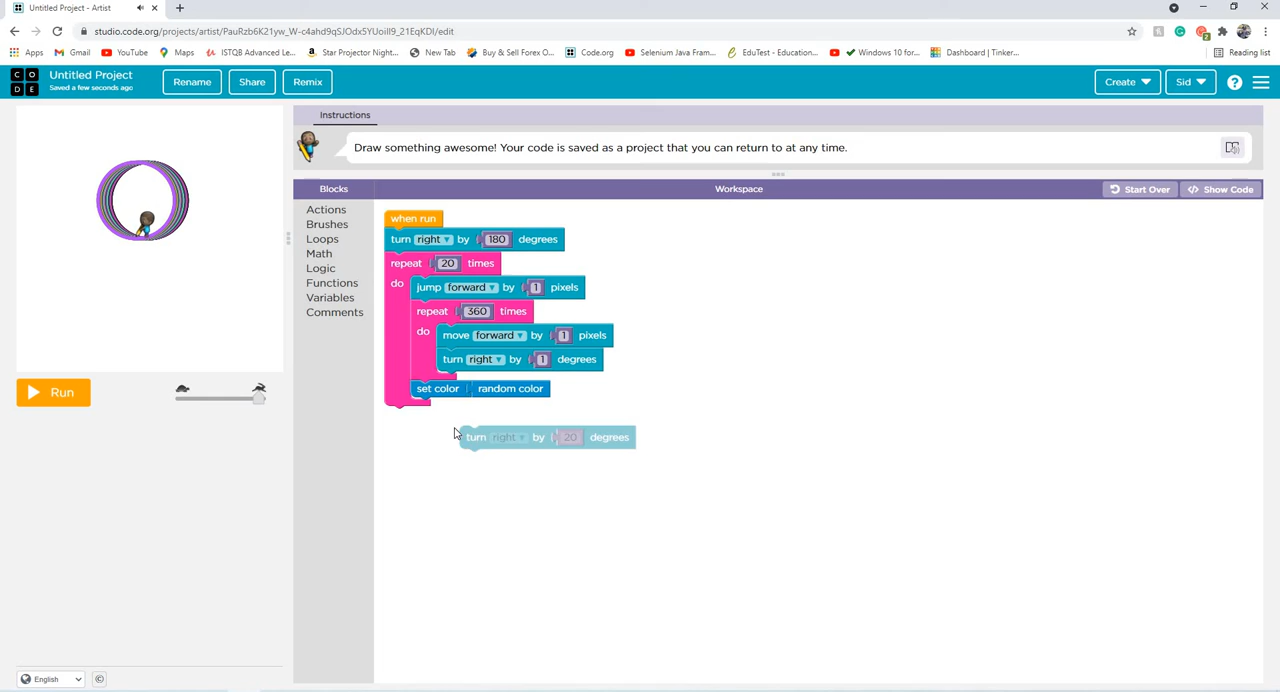 Untitled Project - Artist
studio.code.org/projects/artist/PauRzb6K21yw_W-c4ahd9qSJOdx5YUoiIl9_21EqKDI/edit
Apps Gmail YouTube Maps ISTQB Advanced Le... Star Projector Night... New Tab Buy & Sell Forex O... Code.org Selenium Java Fram... EduTest - Education... Windows 10 for... Dashboard | Tinker... Reading list
CODE
Untitled Project
Saved a few seconds ago
Rename Share Remix Create Sid ?
Instructions
Draw something awesome! Your code is saved as a project that you can return to at any time.
Blocks Workspace Start Over </> Show Code
Actions
Brushes
Loops
Math
Logic
Functions
Variables
Comments
when run
turn right by 180 degrees
repeat 20 times
do jump forward by 1 pixels
repeat 360 times
do move forward by 1 pixels
turn right by 1 degrees
set color random color
turn right by 20 degrees
Run
English ©